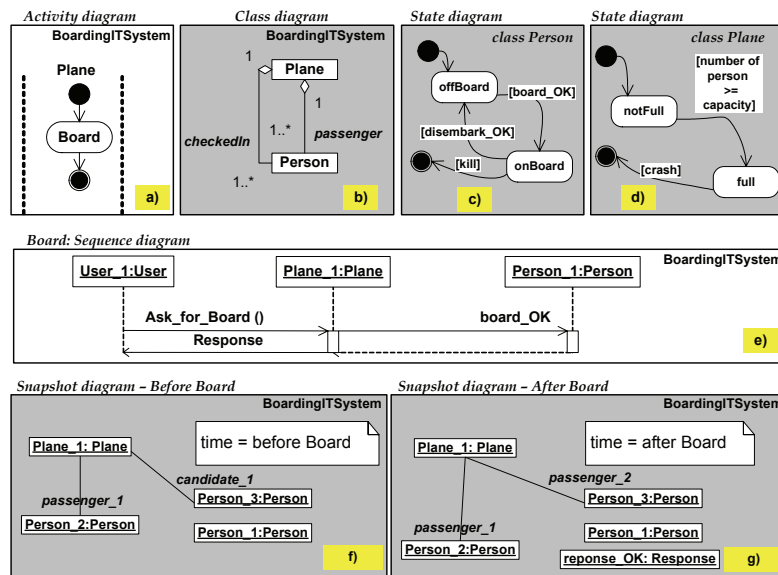 Activity diagram
BoardingITSystem
Plane
Board
a)
Class diagram
BoardingITSystem
1
Plane
1
1..*
checkedIn
passenger
Person
1..*
b)
State diagram
class Person
offBoard
[board_OK]
[disembark_OK]
[kill]
onBoard
c)
State diagram
class Plane
[number of
person
>=
capacity]
notFull
[crash]
full
d)
Board: Sequence diagram
BoardingITSystem
User_1:User
Plane_1:Plane
Person_1:Person
Ask_for_Board ()
board_OK
Response
e)
Snapshot diagram – Before Board
BoardingITSystem
time = before Board
Plane_1: Plane
candidate_1
passenger_1
Person_3:Person
Person_2:Person
Person_1:Person
f)
Snapshot diagram – After Board
BoardingITSystem
time = after Board
Plane_1: Plane
passenger_2
Person_3:Person
passenger_1
Person_1:Person
Person_2:Person
reponse_OK: Response
g)